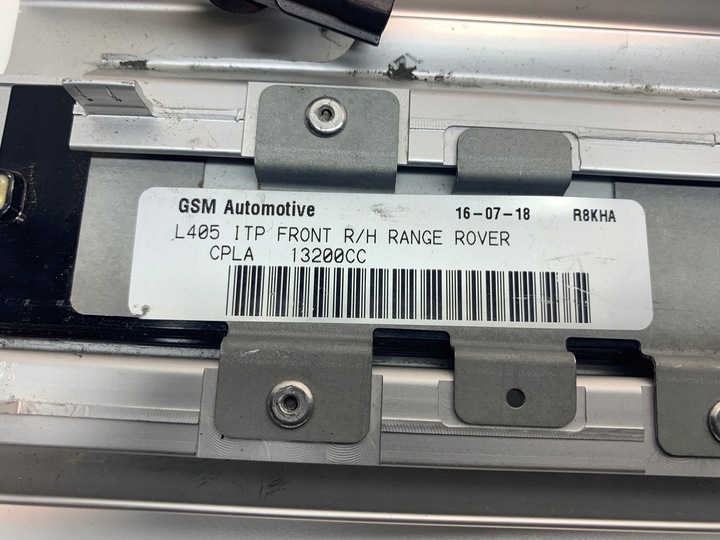 GSM Automotive 16-07-18 R8KHA
L405 ITP FRONT R/H RANGE ROVER
CPLA 13200CC